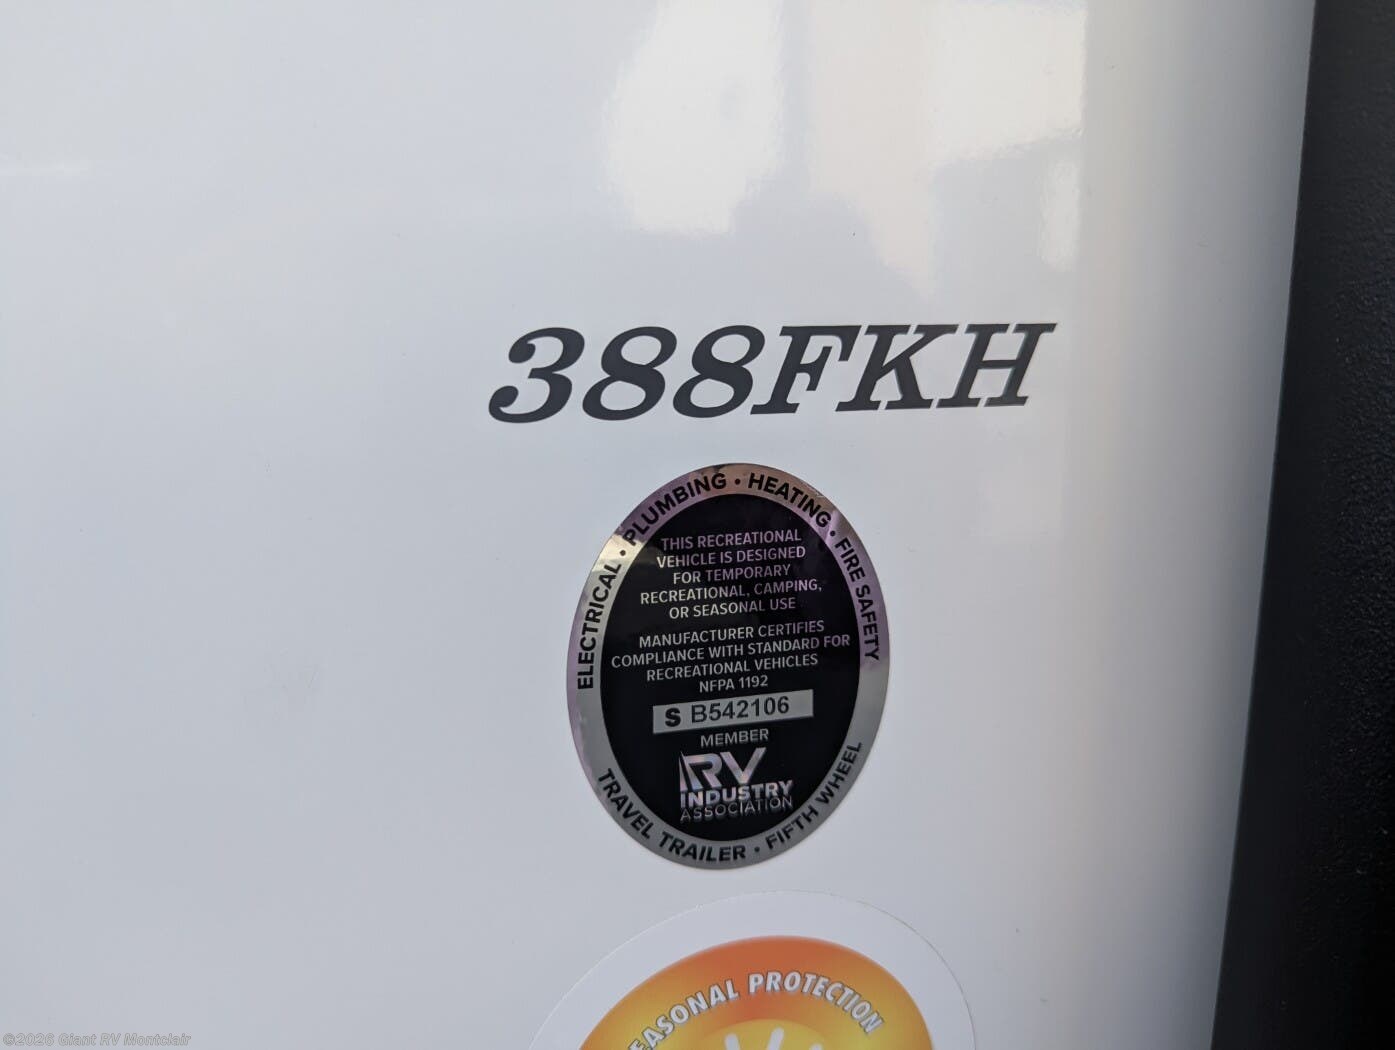 388FKH
ELECTRICAL • PLUMBING • HEATING • FIRE SAFETY
THIS RECREATIONAL
VEHICLE IS DESIGNED
FOR TEMPORARY
RECREATIONAL, CAMPING,
OR SEASONAL USE
MANUFACTURER CERTIFIES
COMPLIANCE WITH STANDARD FOR
RECREATIONAL VEHICLES
NFPA 1192
S B542106
MEMBER
RV
INDUSTRY
ASSOCIATION
TRAVEL TRAILER • FIFTH WHEEL
EASONAL PROTECTION
©2026 Giant RV Montclair